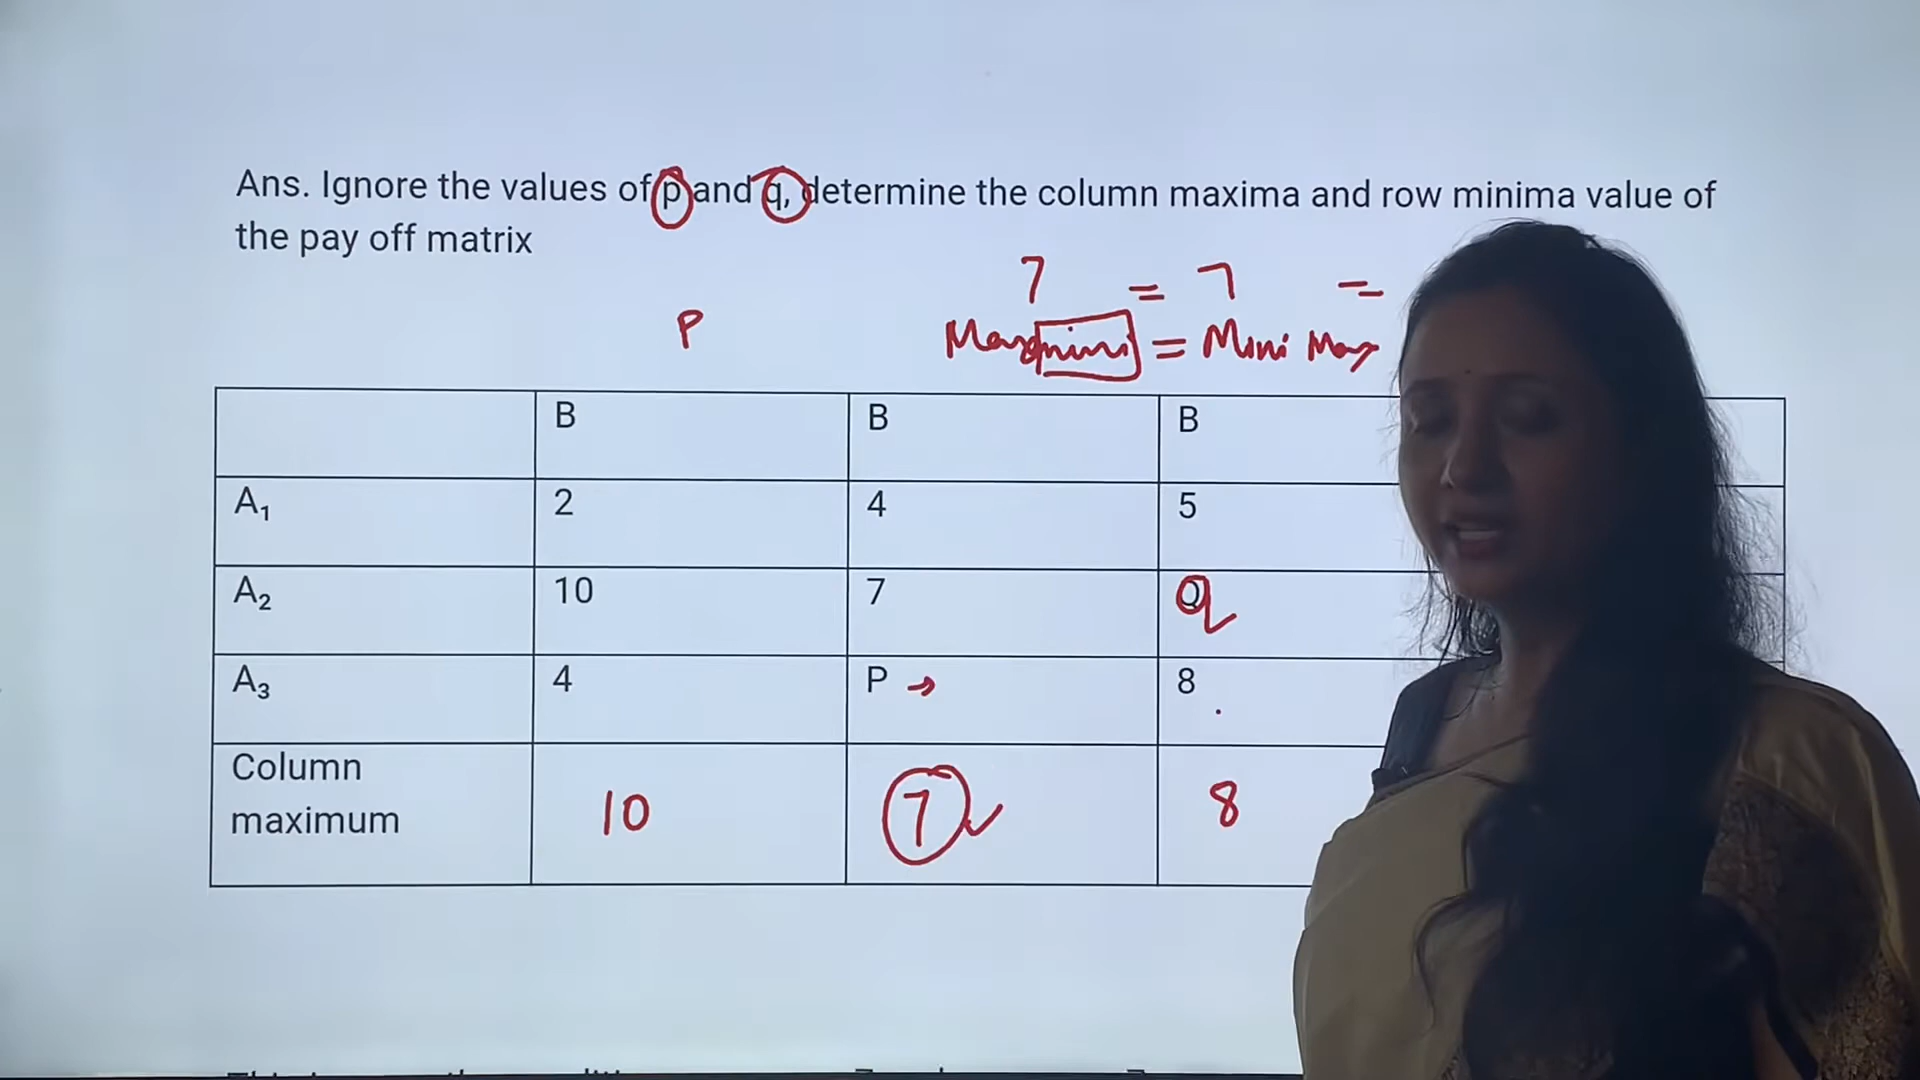 Ans. Ignore the values of p and q, determine the column maxima and row minima value of
the pay off matrix
7 = 7 =
P
Maximini = Mini Max
B B B
A₁ 2 4 5
A₂ 10 7 Q q
A₃ 4 P → 8
Column
maximum 10 7 8